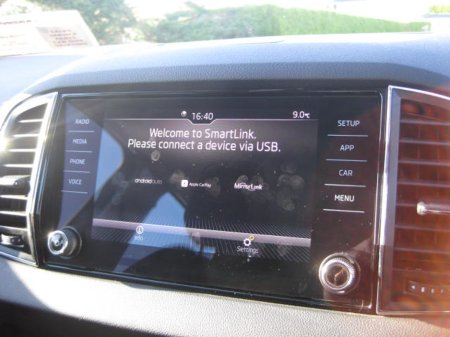 16:40
9.0°C
RADIO
MEDIA
PHONE
VOICE
Welcome to SmartLink.
Please connect a device via USB.
androidauto
Apple CarPlay
MirrorLink
Settings
SETUP
APP
CAR
MENU